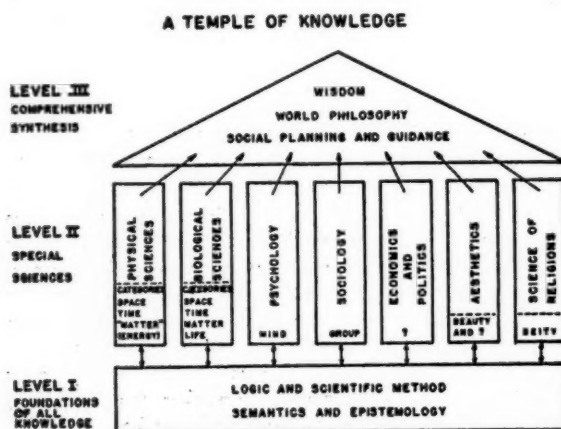 A TEMPLE OF KNOWLEDGE
LEVEL III
COMPREHENSIVE
SYNTHESIS
WISDOM
WORLD PHILOSOPHY
SOCIAL PLANNING AND GUIDANCE
LEVEL II
SPECIAL
SCIENCES
PHYSICAL
SCIENCES
CATEGORIES
SPACE
TIME
"MATTER"
(ENERGY)
BIOLOGICAL
SCIENCES
CATEGORIES
SPACE
TIME
MATTER
LIFE
PSYCHOLOGY
MIND
SOCIOLOGY
GROUP
ECONOMICS
AND
POLITICS
?
AESTHETICS
BEAUTY
AND ?
SCIENCE OF
RELIGIONS
DEITY
LEVEL I
FOUNDATIONS
OF ALL
KNOWLEDGE
LOGIC AND SCIENTIFIC METHOD
SEMANTICS AND EPISTEMOLOGY